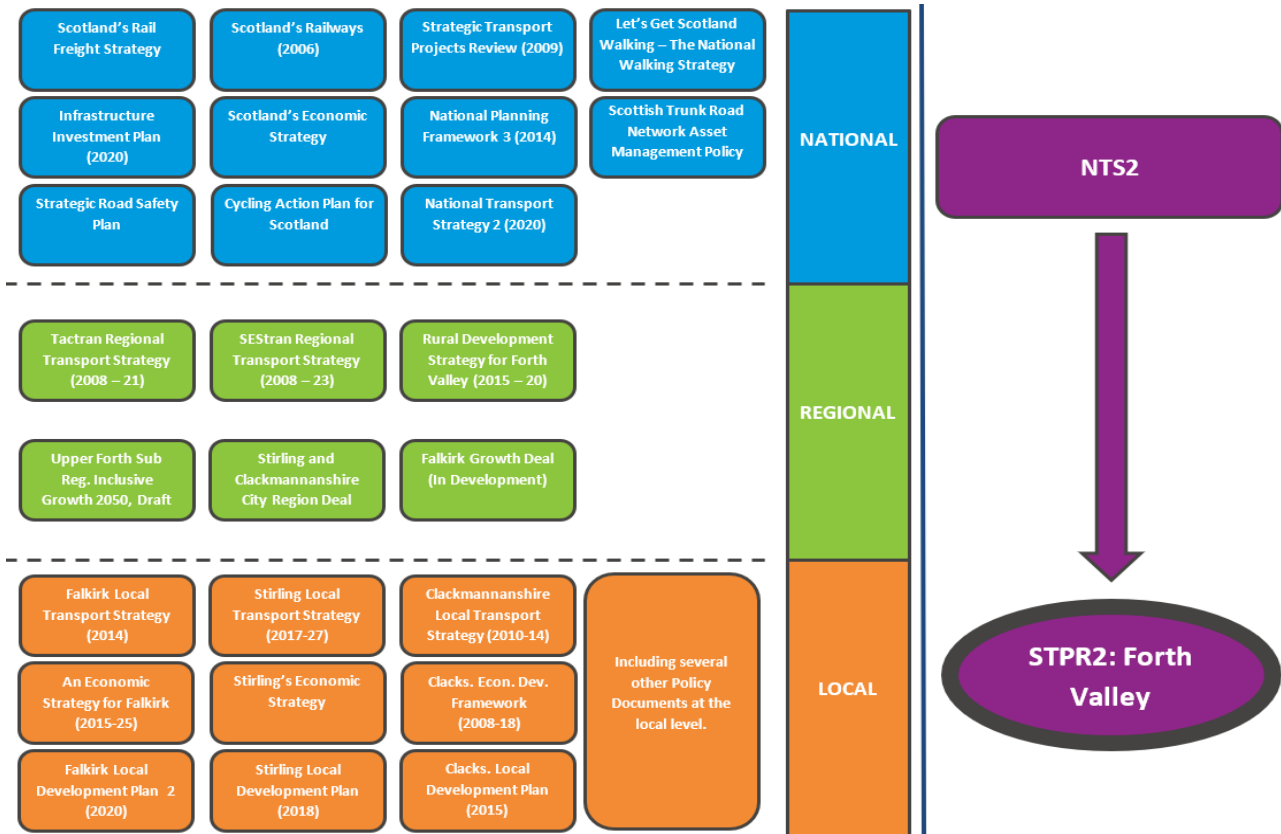 Scotland's Rail
Freight Strategy
Scotland's Railways
(2006)
Strategic Transport
Projects Review (2009)
Let's Get Scotland
Walking – The National
Walking Strategy
Infrastructure
Investment Plan
(2020)
Scotland's Economic
Strategy
National Planning
Framework 3 (2014)
Scottish Trunk Road
Network Asset
Management Policy
Strategic Road Safety
Plan
Cycling Action Plan for
Scotland
National Transport
Strategy 2 (2020)
NATIONAL
Tactran Regional
Transport Strategy
(2008 – 21)
SEStran Regional
Transport Strategy
(2008 – 23)
Rural Development
Strategy for Forth
Valley (2015 – 20)
Upper Forth Sub
Reg. Inclusive
Growth 2050, Draft
Stirling and
Clackmannanshire
City Region Deal
Falkirk Growth Deal
(In Development)
REGIONAL
Falkirk Local
Transport Strategy
(2014)
Stirling Local
Transport Strategy
(2017-27)
Clackmannanshire
Local Transport
Strategy (2010-14)
An Economic
Strategy for Falkirk
(2015-25)
Stirling's Economic
Strategy
Clacks. Econ. Dev.
Framework
(2008-18)
Falkirk Local
Development Plan 2
(2020)
Stirling Local
Development Plan
(2018)
Clacks. Local
Development Plan
(2015)
Including several
other Policy
Documents at the
local level.
LOCAL
NTS2
STPR2: Forth
Valley